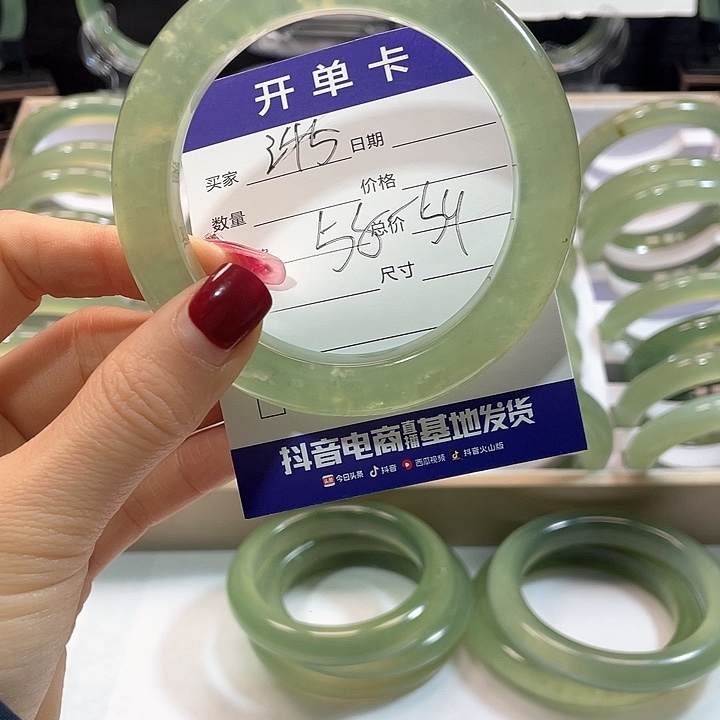 开单卡
买家 日期
价格
数量
58-54
总价
尺寸
抖音电商直播基地发货
今日头条 抖音 西瓜视频 抖音火山版